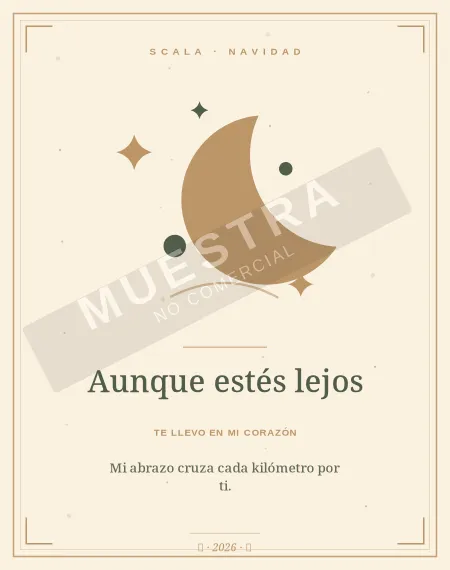 SCALA · NAVIDAD
MUESTRA
NO COMERCIAL
Aunque estés lejos
TE LLEVO EN MI CORAZÓN
Mi abrazo cruza cada kilómetro por
ti.
· 2026 ·